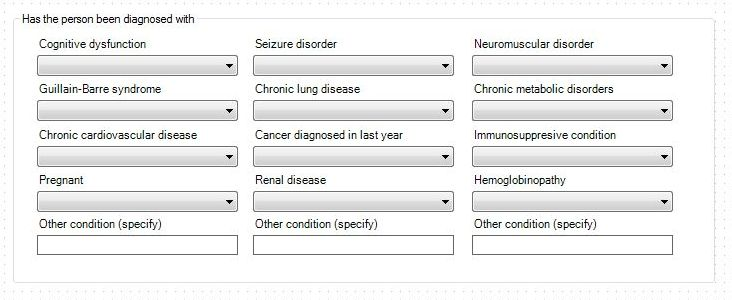 Has the person been diagnosed with
Cognitive dysfunction Seizure disorder Neuromuscular disorder
Guillain-Barre syndrome Chronic lung disease Chronic metabolic disorders
Chronic cardiovascular disease Cancer diagnosed in last year Immunosuppresive condition
Pregnant Renal disease Hemoglobinopathy
Other condition (specify) Other condition (specify) Other condition (specify)